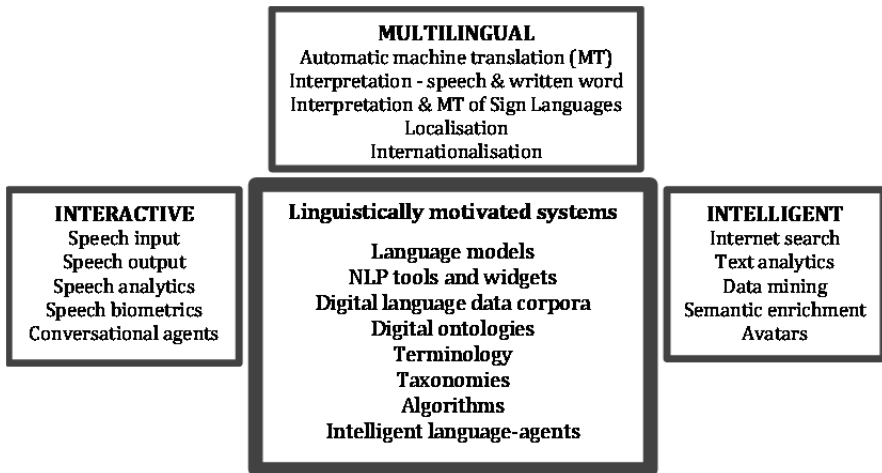 MULTILINGUAL
Automatic machine translation (MT)
Interpretation - speech & written word
Interpretation & MT of Sign Languages
Localisation
Internationalisation
INTERACTIVE
Speech input
Speech output
Speech analytics
Speech biometrics
Conversational agents
Linguistically motivated systems
Language models
NLP tools and widgets
Digital language data corpora
Digital ontologies
Terminology
Taxonomies
Algorithms
Intelligent language-agents
INTELLIGENT
Internet search
Text analytics
Data mining
Semantic enrichment
Avatars